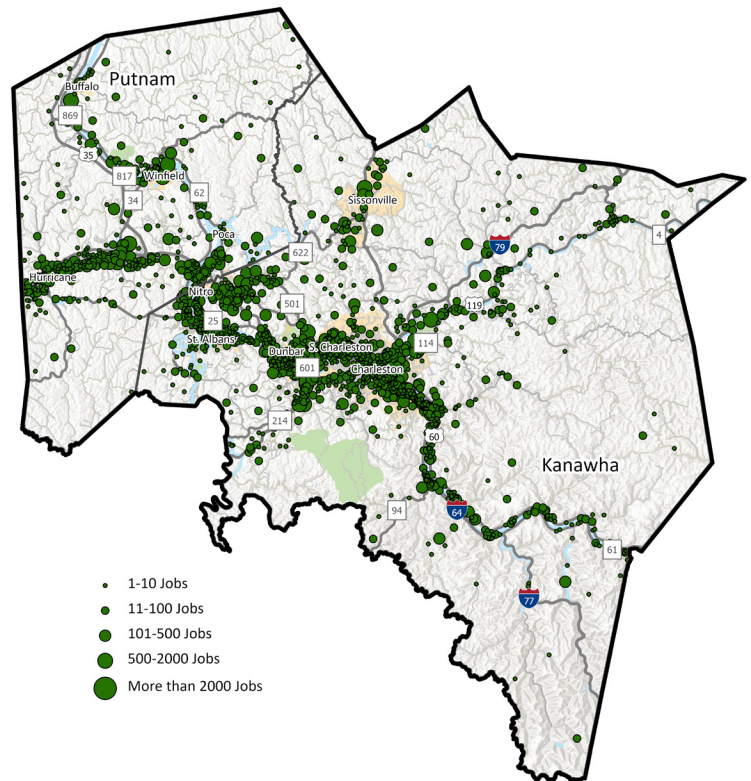 Putnam
Buffalo
869
35
817
Winfield
34
62
Sissonville
Poca
622
79
4
Hurricane
Nitro
501
119
25
St. Albans
114
Dunbar
S. Charleston
601
Charleston
214
60
Kanawha
94
64
61
77
1-10 Jobs
11-100 Jobs
101-500 Jobs
500-2000 Jobs
More than 2000 Jobs